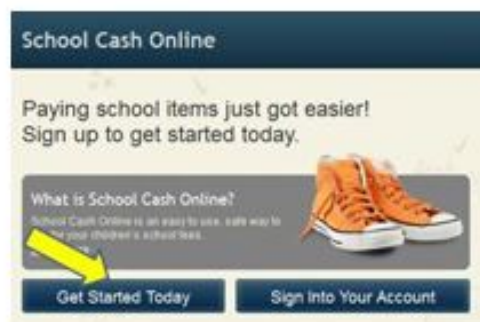 School Cash Online
Paying school items just got easier!
Sign up to get started today.
What is School Cash Online?
School Cash Online is an easy to use, safe way to
your children's school fees.
Get Started Today
Sign Into Your Account